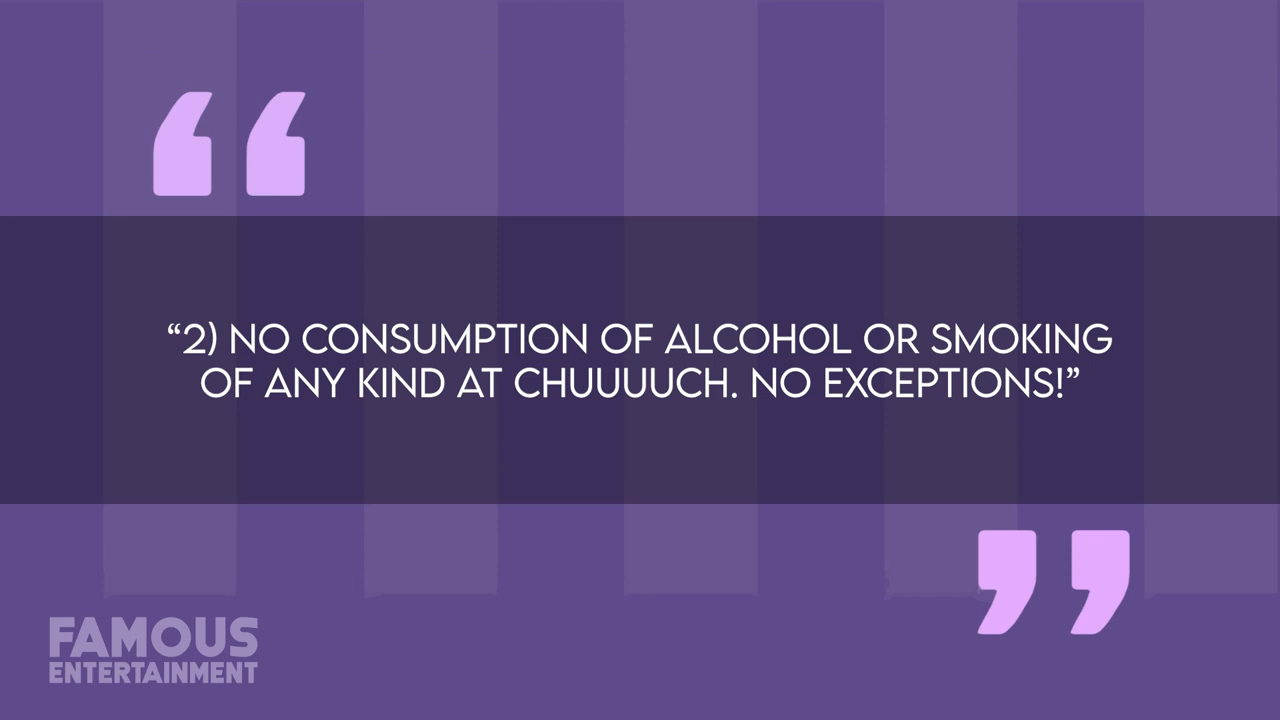 “2) NO CONSUMPTION OF ALCOHOL OR SMOKING
OF ANY KIND AT CHUUUUCH. NO EXCEPTIONS!”
FAMOUS
ENTERTAINMENT